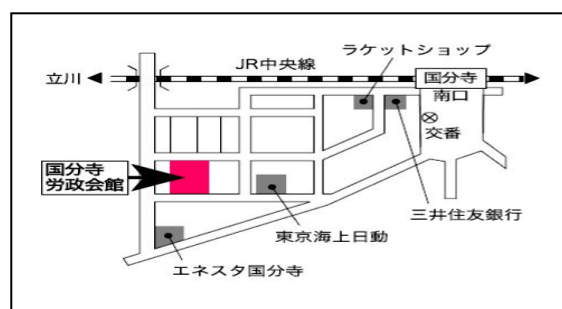 ラケットショップ
JR中央線
立川
国分寺
南口
交番
国分寺
労政会館
三井住友銀行
東京海上日動
エネスタ国分寺